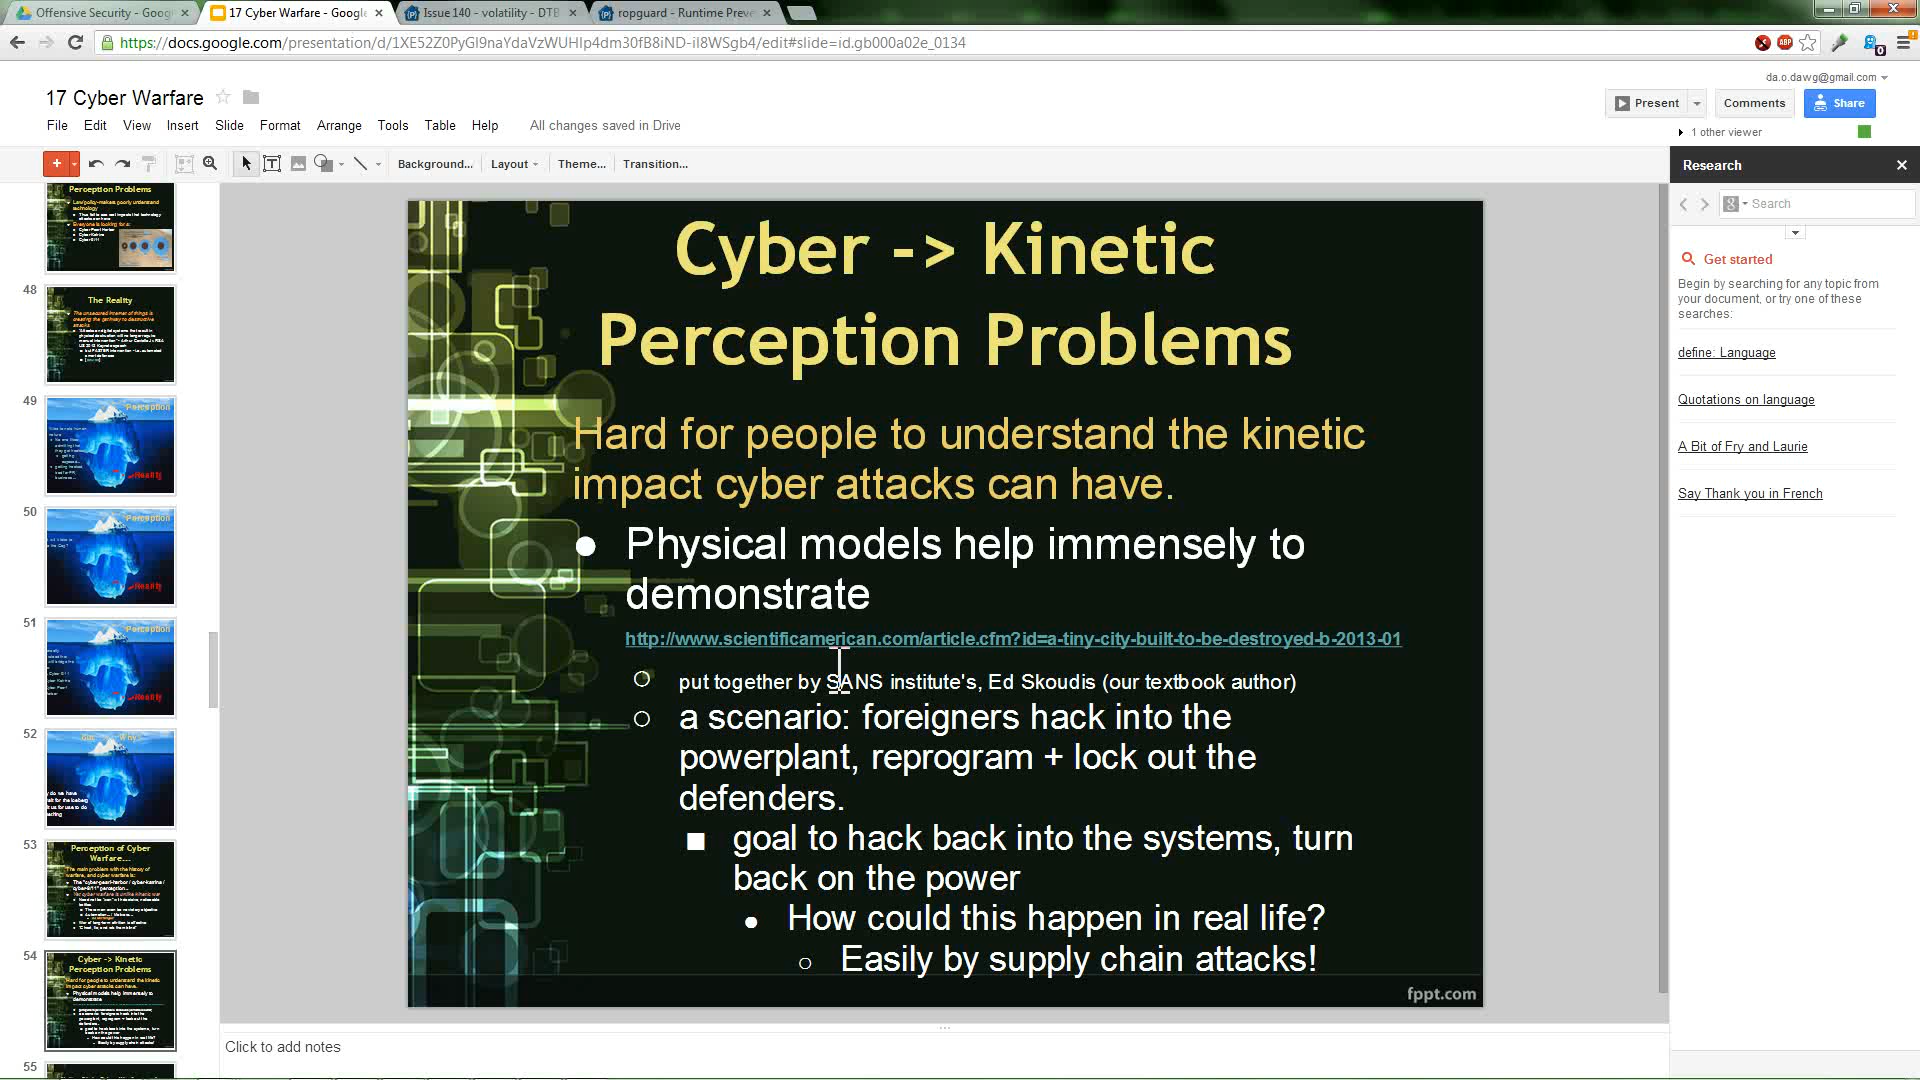 Offensive Security - Goog
17 Cyber Warfare - Google
Issue 140 - volatility - DTB
ropguard - Runtime Preve
https://docs.google.com/presentation/d/1XE52Z0PyGl9naYdaVzWUHlp4dm30fB8iND-il8WSgb4/edit#slide=id.gb000a02e_0134
da.o.dawg@gmail.com
17 Cyber Warfare
Present
Comments
Share
File Edit View Insert Slide Format Arrange Tools Table Help All changes saved in Drive
1 other viewer
Background... Layout Theme... Transition...
Research
Search
Get started
Begin by searching for any topic from
your document, or try one of these
searches:
define: Language
Quotations on language
A Bit of Fry and Laurie
Say Thank you in French
Perception Problems
48
The Reality
49
Perception
Reality
50
Perception
Reality
51
Perception
Reality
52
53
Perception of Cyber
Warfare...
54
Cyber -> Kinetic
Perception Problems
55
Cyber -> Kinetic
Perception Problems
Hard for people to understand the kinetic
impact cyber attacks can have.
● Physical models help immensely to
demonstrate
http://www.scientificamerican.com/article.cfm?id=a-tiny-city-built-to-be-destroyed-b-2013-01
○ put together by SANS institute's, Ed Skoudis (our textbook author)
○ a scenario: foreigners hack into the
powerplant, reprogram + lock out the
defenders.
■ goal to hack back into the systems, turn
back on the power
● How could this happen in real life?
○ Easily by supply chain attacks!
fppt.com
Click to add notes